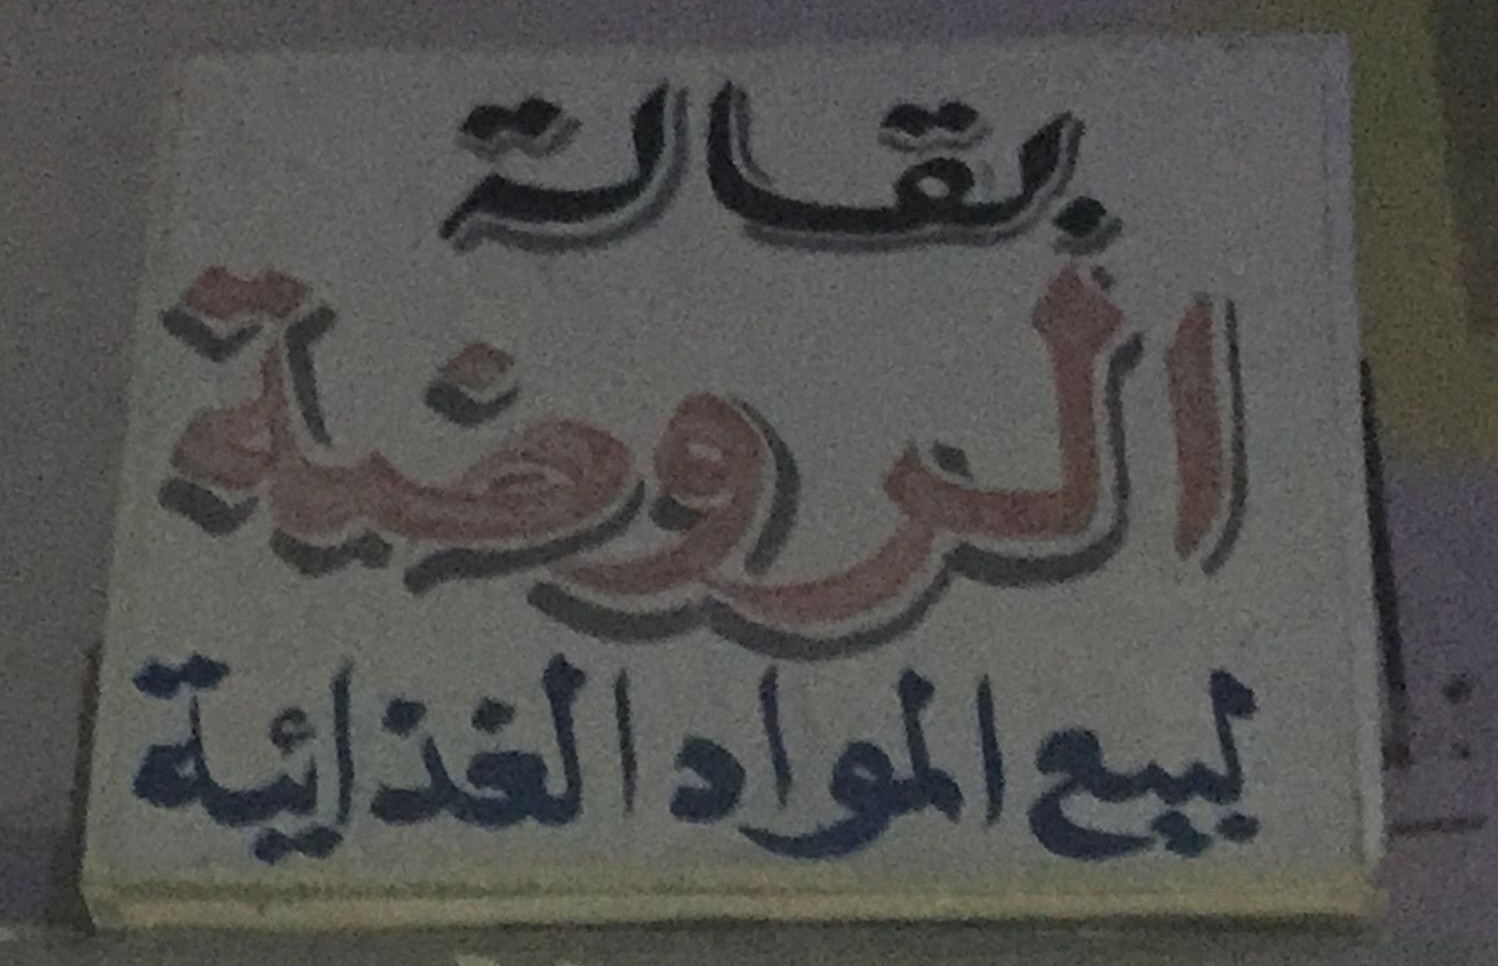 بقالة
الروضة
لبيع المواد الغذائية